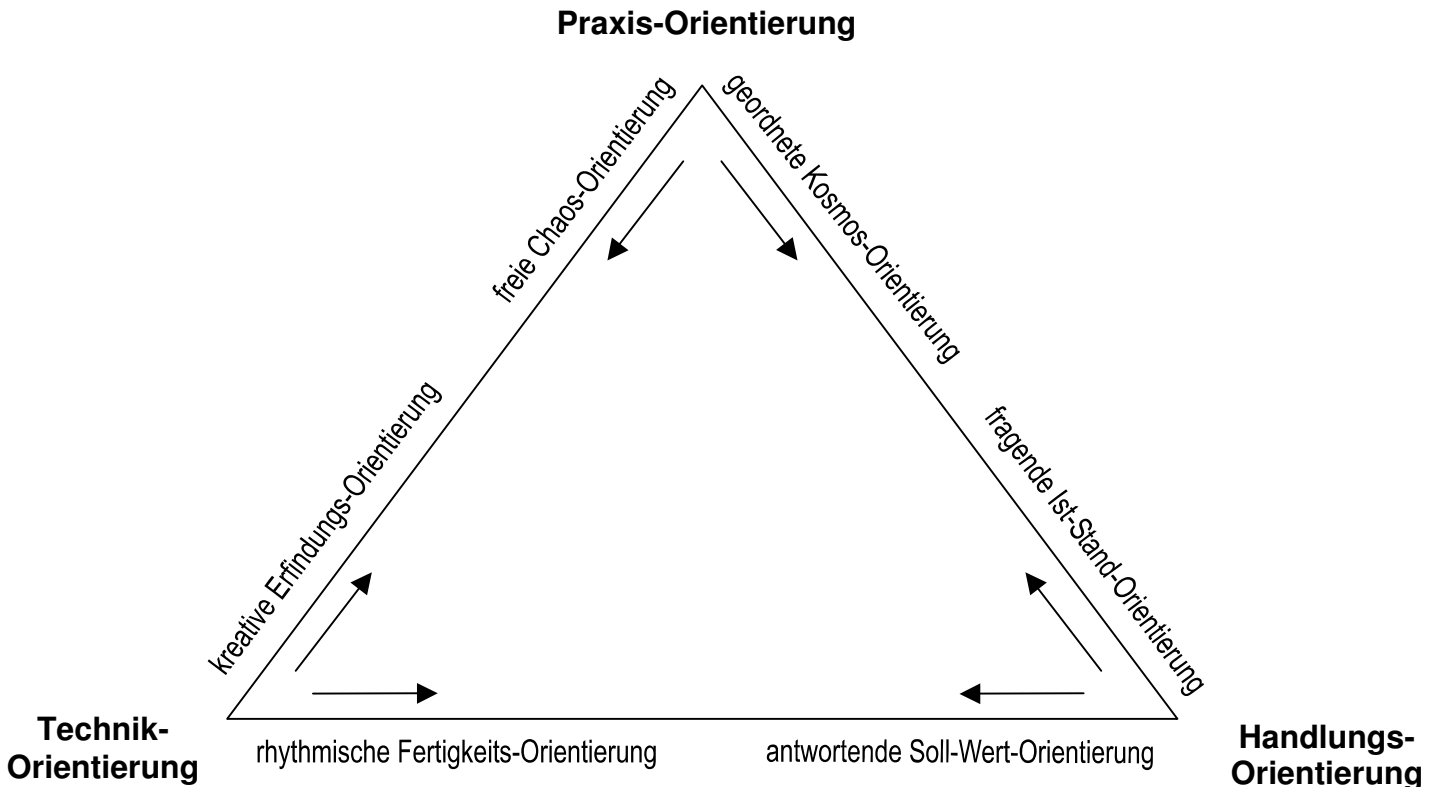 Praxis-Orientierung
freie Chaos-Orientierung
geordnete Kosmos-Orientierung
kreative Erfindungs-Orientierung
fragende Ist-Stand-Orientierung
Technik-
Orientierung
rhythmische Fertigkeits-Orientierung
antwortende Soll-Wert-Orientierung
Handlungs-
Orientierung